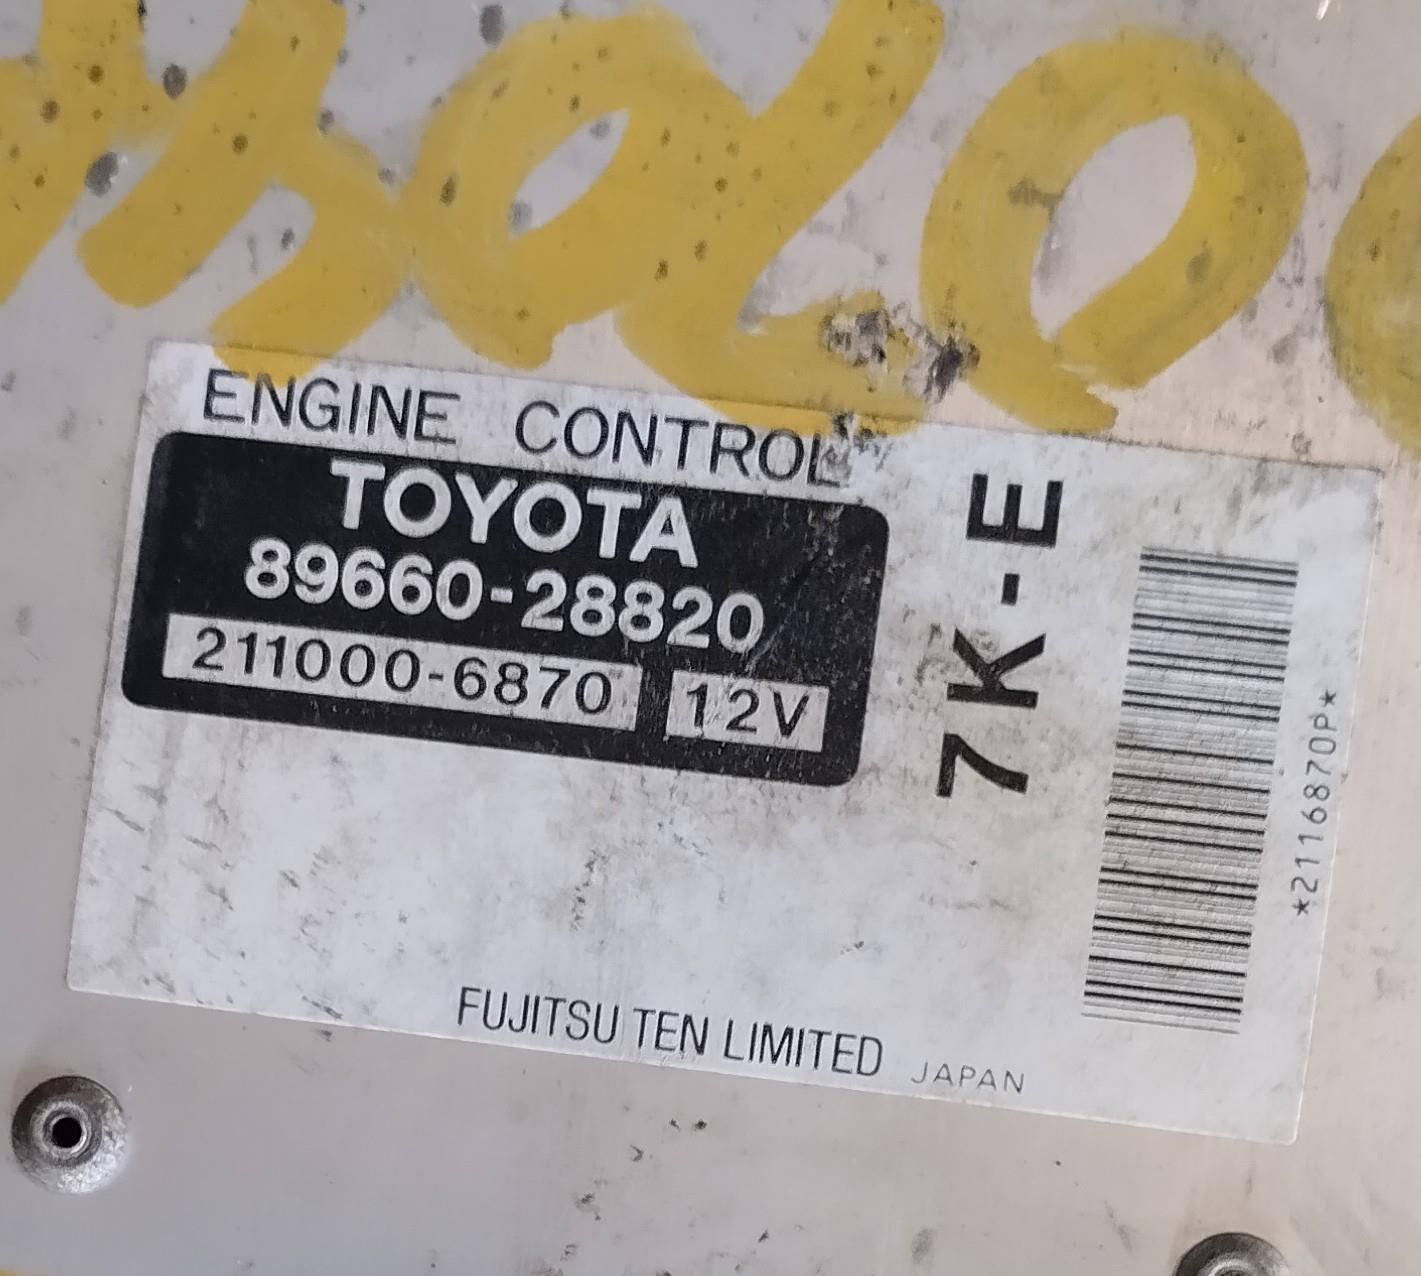 ENGINE CONTROL
TOYOTA
89660-28820
211000-6870 12V
7K-E
*2116870P*
FUJITSU TEN LIMITED JAPAN